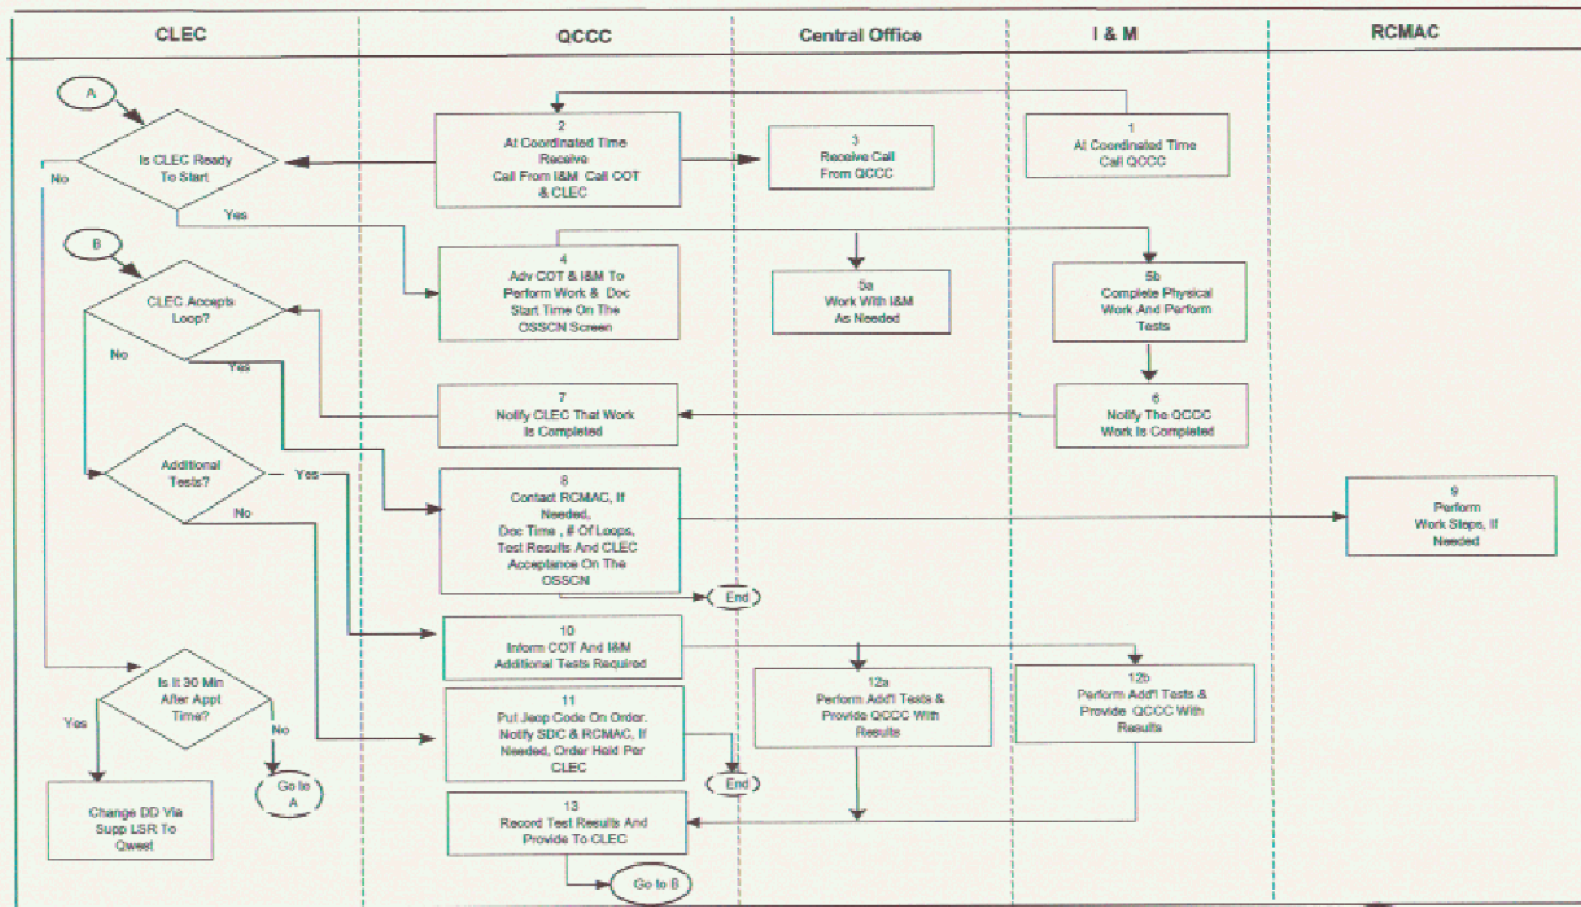 CLEC
QCCC
Central Office
I & M
RCMAC
A
Is CLEC Ready
To Start
No
Yes
2
At Coordinated Time
Receive
Call From I&M Call COT
& CLEC
3
Receive Call
From QCCC
1
At Coordinated Time
Call QCCC
B
CLEC Accepts
Loop?
No
Yes
4
Adv COT & I&M To
Perform Work & Doc
Start Time On The
OSSCN Screen
5a
Work With I&M
As Needed
5b
Complete Physical
Work And Perform
Tests
7
Notify CLEC That Work
Is Completed
6
Notify The QCCC
Work Is Completed
Additional
Tests?
Yes
No
8
Contact RCMAC, If
Needed,
Doc Time , # Of Loops,
Test Results And CLEC
Acceptance On The
OSSCN
End
9
Perform
Work Steps, If
Needed
10
Inform COT And I&M
Additional Tests Required
Is It 30 Min
After Appt
Time?
Yes
No
11
Put Jeop Code On Order.
Notify SDC & RCMAC, If
Needed, Order Held Per
CLEC
End
12a
Perform Add'l Tests &
Provide QCCC With
Results
12b
Perform Add'l Tests &
Provide QCCC With
Results
Go to
A
Change DD Via
Supp LSR To
Qwest
13
Record Test Results And
Provide To CLEC
Go to B